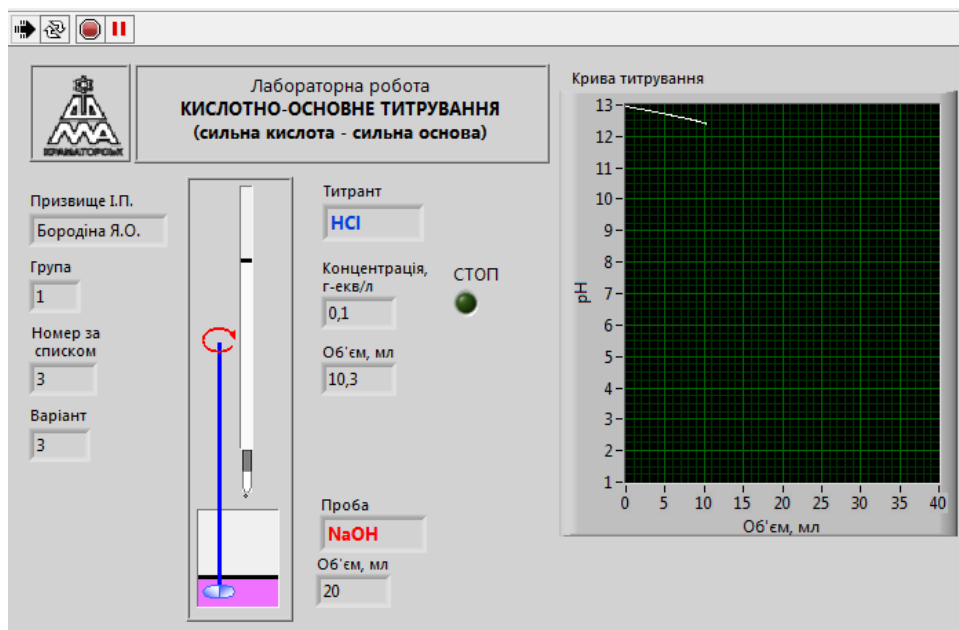 Лабораторна робота
КИСЛОТНО-ОСНОВНЕ ТИТРУВАННЯ
(сильна кислота - сильна основа)
КРАМАТОРСЬК
Призвище І.П.
Бородіна Я.О.
Група
1
Номер за
списком
3
Варіант
3
Титрант
HCl
Концентрація,
г-екв/л
0,1
СТОП
Об'єм, мл
10,3
Проба
NaOH
Об'єм, мл
20
Крива титрування
13
12
11
10
9
8
7
6
5
4
3
2
1
pH
0 5 10 15 20 25 30 35 40
Об'єм, мл